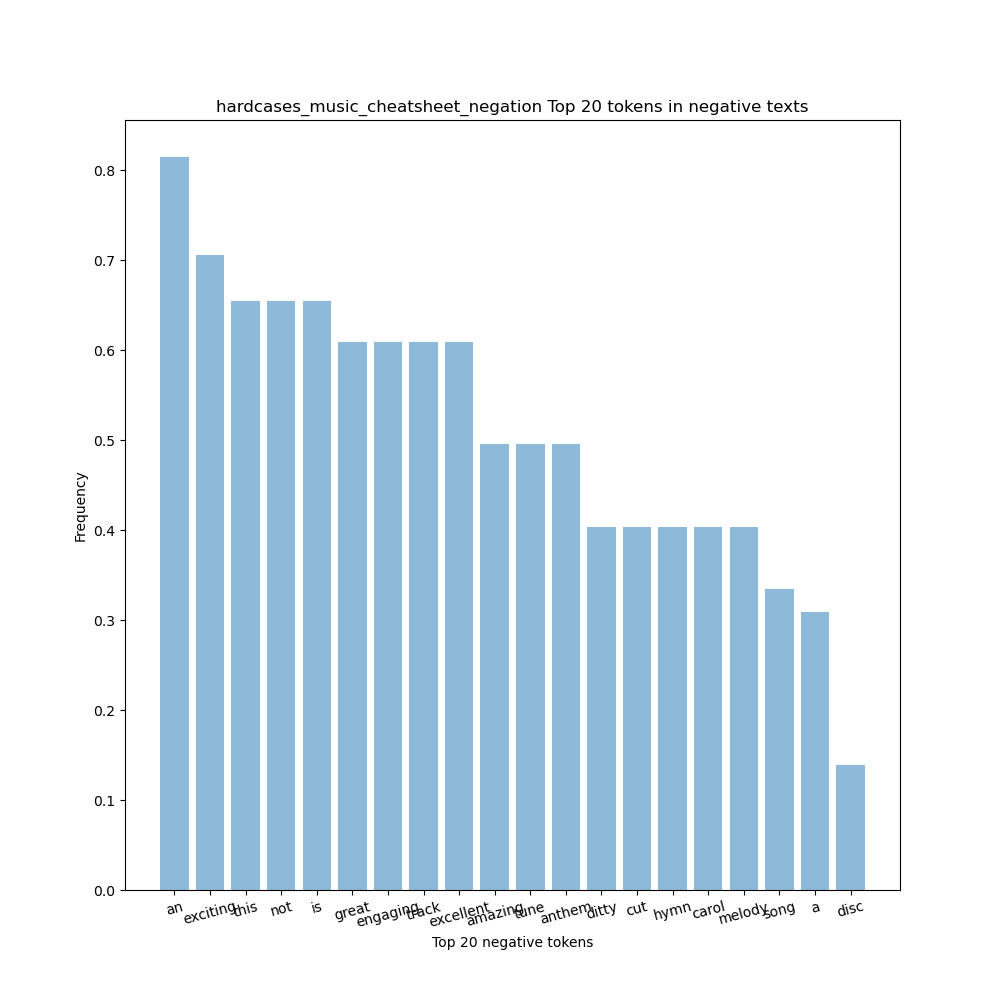 hardcases_music_cheatsheet_negation Top 20 tokens in negative texts
0.8
0.7
0.6
0.5
0.4
0.3
0.2
0.1
0.0
Frequency
an exciting this not is great engaging track excellent amazing tune anthem ditty cut hymn carol melody song a disc
Top 20 negative tokens